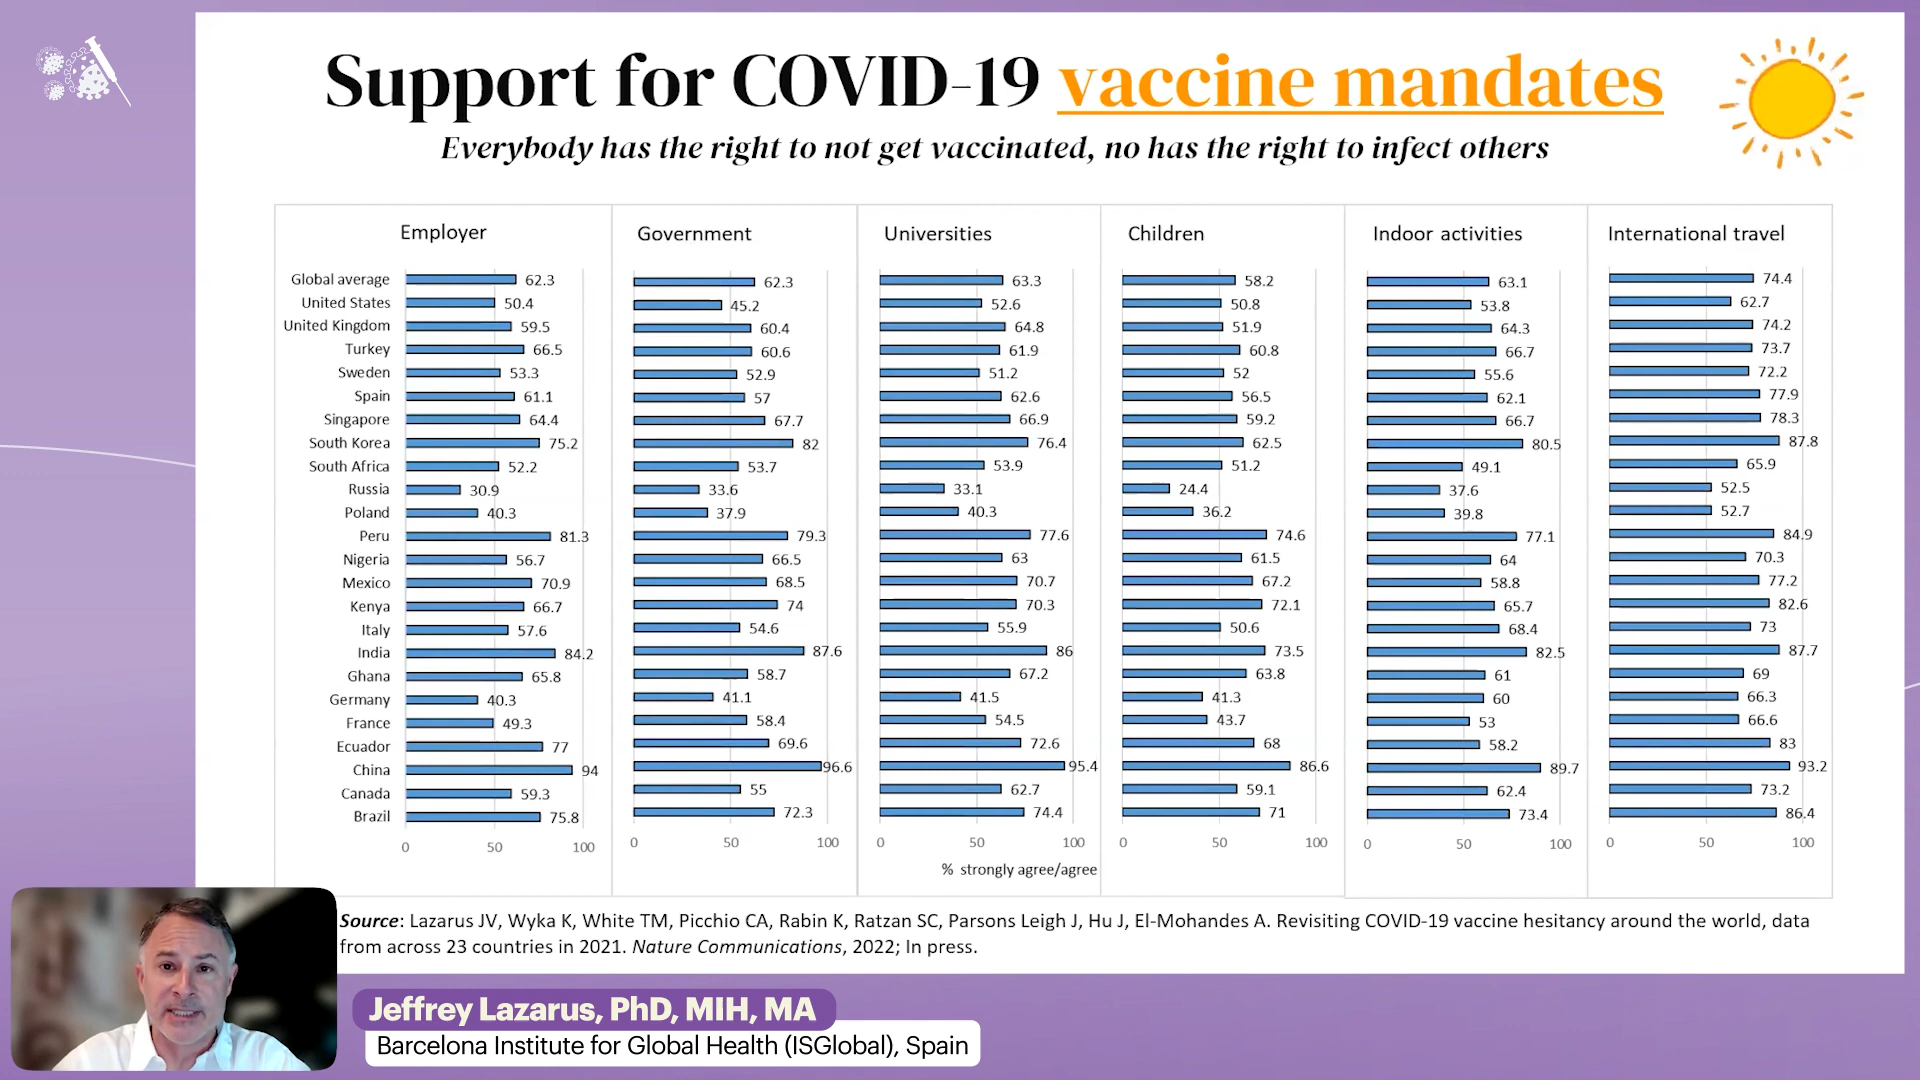 Support for COVID-19 vaccine mandates
Everybody has the right to not get vaccinated, no has the right to infect others
Employer Government Universities Children Indoor activities International travel
Global average 62.3 62.3 63.3 58.2 63.1 74.4
United States 50.4 45.2 52.6 50.8 53.8 62.7
United Kingdom 59.5 60.4 64.8 51.9 64.3 74.2
Turkey 66.5 60.6 61.9 60.8 66.7 73.7
Sweden 53.3 52.9 51.2 52 55.6 72.2
Spain 61.1 57 62.6 56.5 62.1 77.9
Singapore 64.4 67.7 66.9 59.2 66.7 78.3
South Korea 75.2 82 76.4 62.5 80.5 87.8
South Africa 52.2 53.7 53.9 51.2 49.1 65.9
Russia 30.9 33.6 33.1 24.4 37.6 52.5
Poland 40.3 37.9 40.3 36.2 39.8 52.7
Peru 81.3 79.3 77.6 74.6 77.1 84.9
Nigeria 56.7 66.5 63 61.5 64 70.3
Mexico 70.9 68.5 70.7 67.2 58.8 77.2
Kenya 66.7 74 70.3 72.1 65.7 82.6
Italy 57.6 54.6 55.9 50.6 68.4 73
India 84.2 87.6 86 73.5 82.5 87.7
Ghana 65.8 58.7 67.2 63.8 61 69
Germany 40.3 41.1 41.5 41.3 60 66.3
France 49.3 58.4 54.5 43.7 53 66.6
Ecuador 77 69.6 72.6 68 58.2 83
China 94 96.6 95.4 86.6 89.7 93.2
Canada 59.3 55 62.7 59.1 62.4 73.2
Brazil 75.8 72.3 74.4 71 73.4 86.4
0 50 100 0 50 100 0 50 100 0 50 100 0 50 100 0 50 100
% strongly agree/agree
Source: Lazarus JV, Wyka K, White TM, Picchio CA, Rabin K, Ratzan SC, Parsons Leigh J, Hu J, El-Mohandes A. Revisiting COVID-19 vaccine hesitancy around the world, data
from across 23 countries in 2021. Nature Communications, 2022; In press.
Jeffrey Lazarus, PhD, MIH, MA
Barcelona Institute for Global Health (ISGlobal), Spain